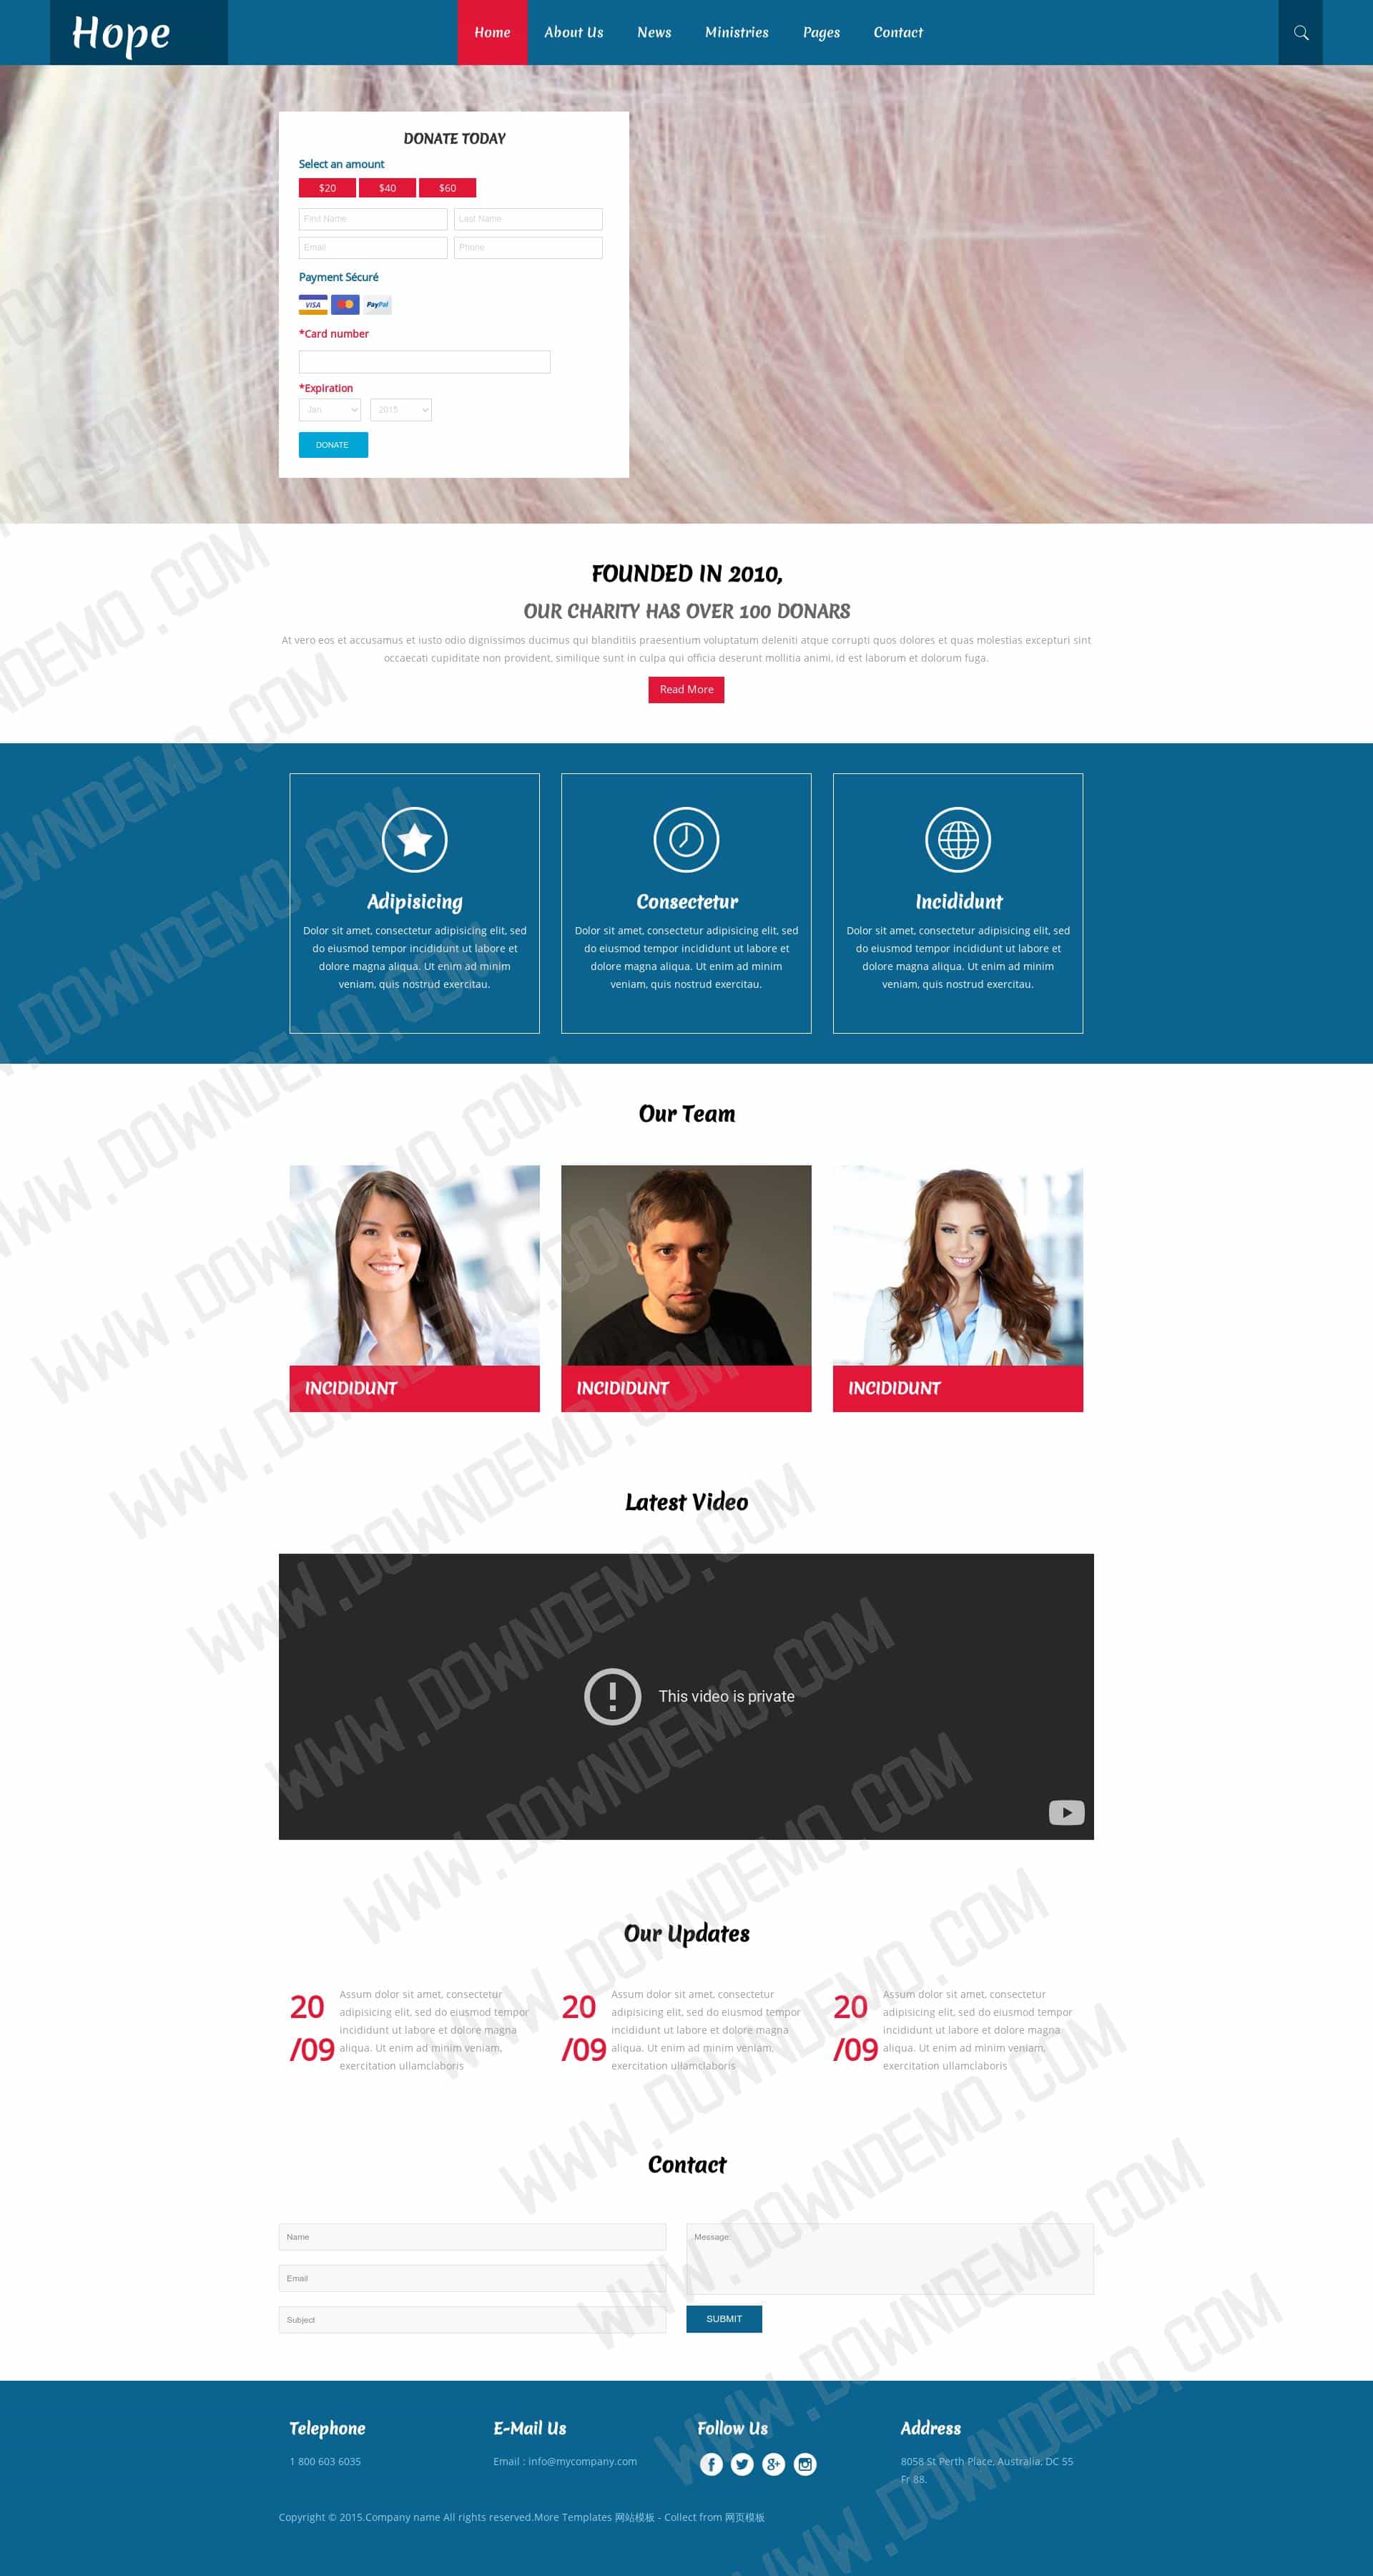 Hope
Home About Us News Ministries Pages Contact
DONATE TODAY
Select an amount
$20 $40 $60
First Name Last Name
Email Phone
Payment Sécuré
VISA PayPal
*Card number
*Expiration
Jan 2015
DONATE
FOUNDED IN 2010,
OUR CHARITY HAS OVER 100 DONARS
At vero eos et accusamus et iusto odio dignissimos ducimus qui blanditiis praesentium voluptatum deleniti atque corrupti quos dolores et quas molestias excepturi sint
occaecati cupiditate non provident, similique sunt in culpa qui officia deserunt mollitia animi, id est laborum et dolorum fuga.
Read More
Adipisicing
Dolor sit amet, consectetur adipisicing elit, sed
do eiusmod tempor incididunt ut labore et
dolore magna aliqua. Ut enim ad minim
veniam, quis nostrud exercitau.
Consectetur
Dolor sit amet, consectetur adipisicing elit, sed
do eiusmod tempor incididunt ut labore et
dolore magna aliqua. Ut enim ad minim
veniam, quis nostrud exercitau.
Incididunt
Dolor sit amet, consectetur adipisicing elit, sed
do eiusmod tempor incididunt ut labore et
dolore magna aliqua. Ut enim ad minim
veniam, quis nostrud exercitau.
Our Team
INCIDIDUNT INCIDIDUNT INCIDIDUNT
Latest Video
This video is private
Our Updates
20
/09
Assum dolor sit amet, consectetur
adipisicing elit, sed do eiusmod tempor
incididunt ut labore et dolore magna
aliqua. Ut enim ad minim veniam,
exercitation ullamclaboris
20
/09
Assum dolor sit amet, consectetur
adipisicing elit, sed do eiusmod tempor
incididunt ut labore et dolore magna
aliqua. Ut enim ad minim veniam,
exercitation ullamclaboris
20
/09
Assum dolor sit amet, consectetur
adipisicing elit, sed do eiusmod tempor
incididunt ut labore et dolore magna
aliqua. Ut enim ad minim veniam,
exercitation ullamclaboris
Contact
Name
Email
Subject
Message:
SUBMIT
Telephone
1 800 603 6035
E-Mail Us
Email : info@mycompany.com
Follow Us
Address
8058 St Perth Place, Australia, DC 55
Fr 88.
Copyright © 2015.Company name All rights reserved.More Templates 网站模板 - Collect from 网页模板
WWW.DOWNDEMO.COM